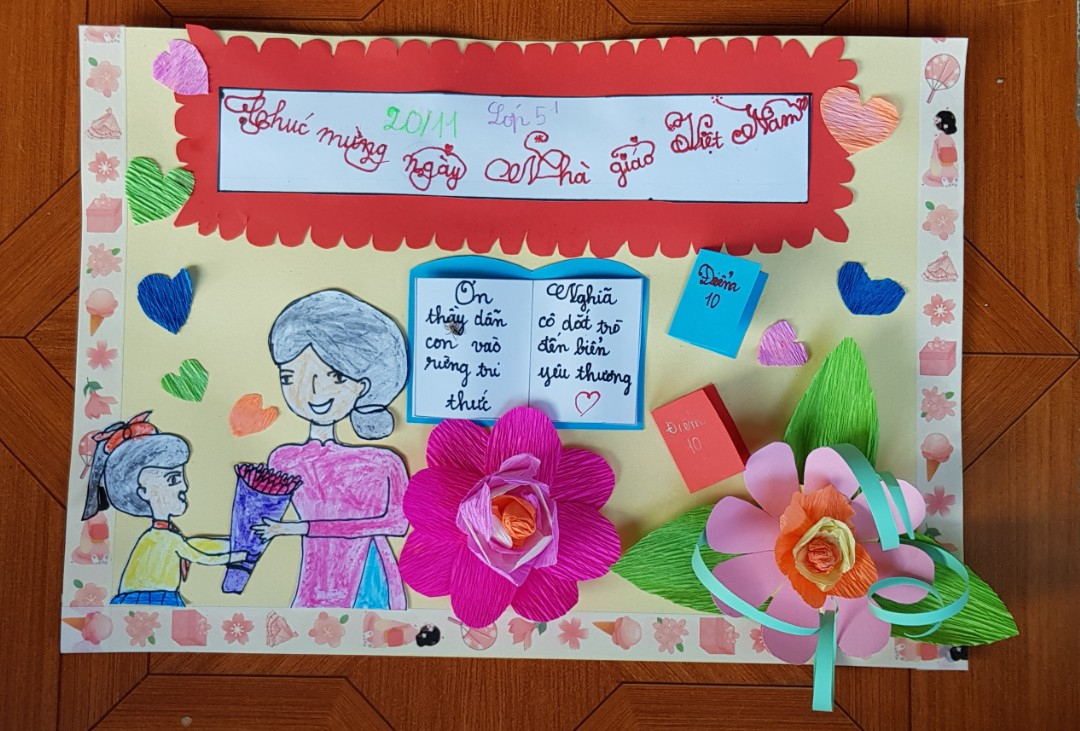 20/11 Lớp 5¹
Chúc mừng ngày Nhà giáo Việt Nam
Ơn
thầy dẫn
con vào
rừng tri
thức
Nghĩa
cô dắt trò
đến biển
yêu thương
Điểm
10
Điểm
10